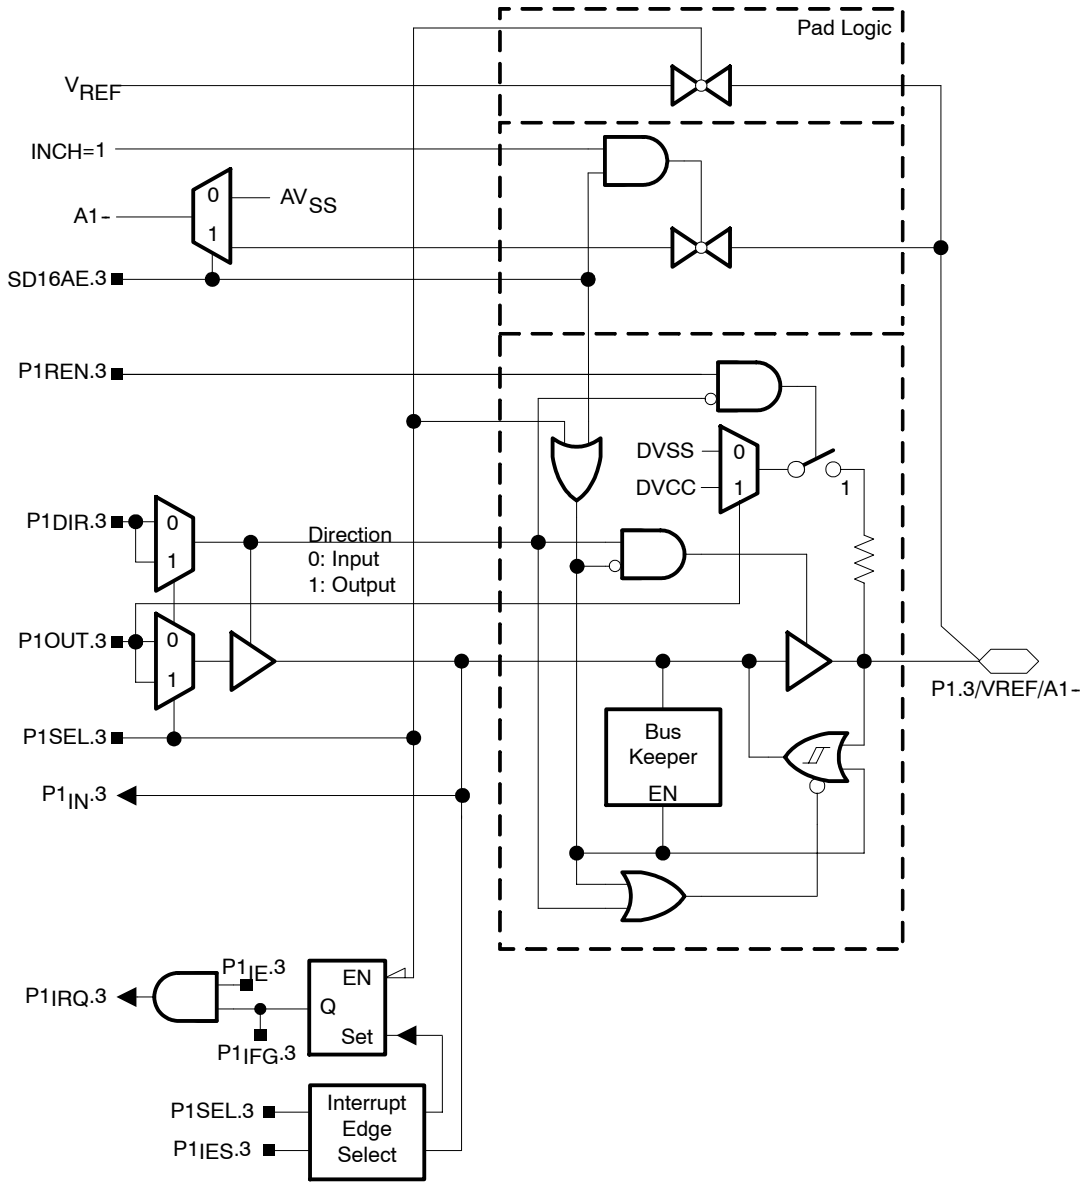 Pad Logic
VREF
INCH=1
0
AVSS
A1-
1
SD16AE.3
P1REN.3
DVSS
0
DVCC
1
1
P1DIR.3
0
1
Direction
0: Input
1: Output
P1OUT.3
0
1
P1.3/VREF/A1-
P1SEL.3
Bus
Keeper
EN
P1IN.3
P1IE.3
EN
P1IRQ.3
Q
Set
P1IFG.3
P1SEL.3
P1IES.3
Interrupt
Edge
Select